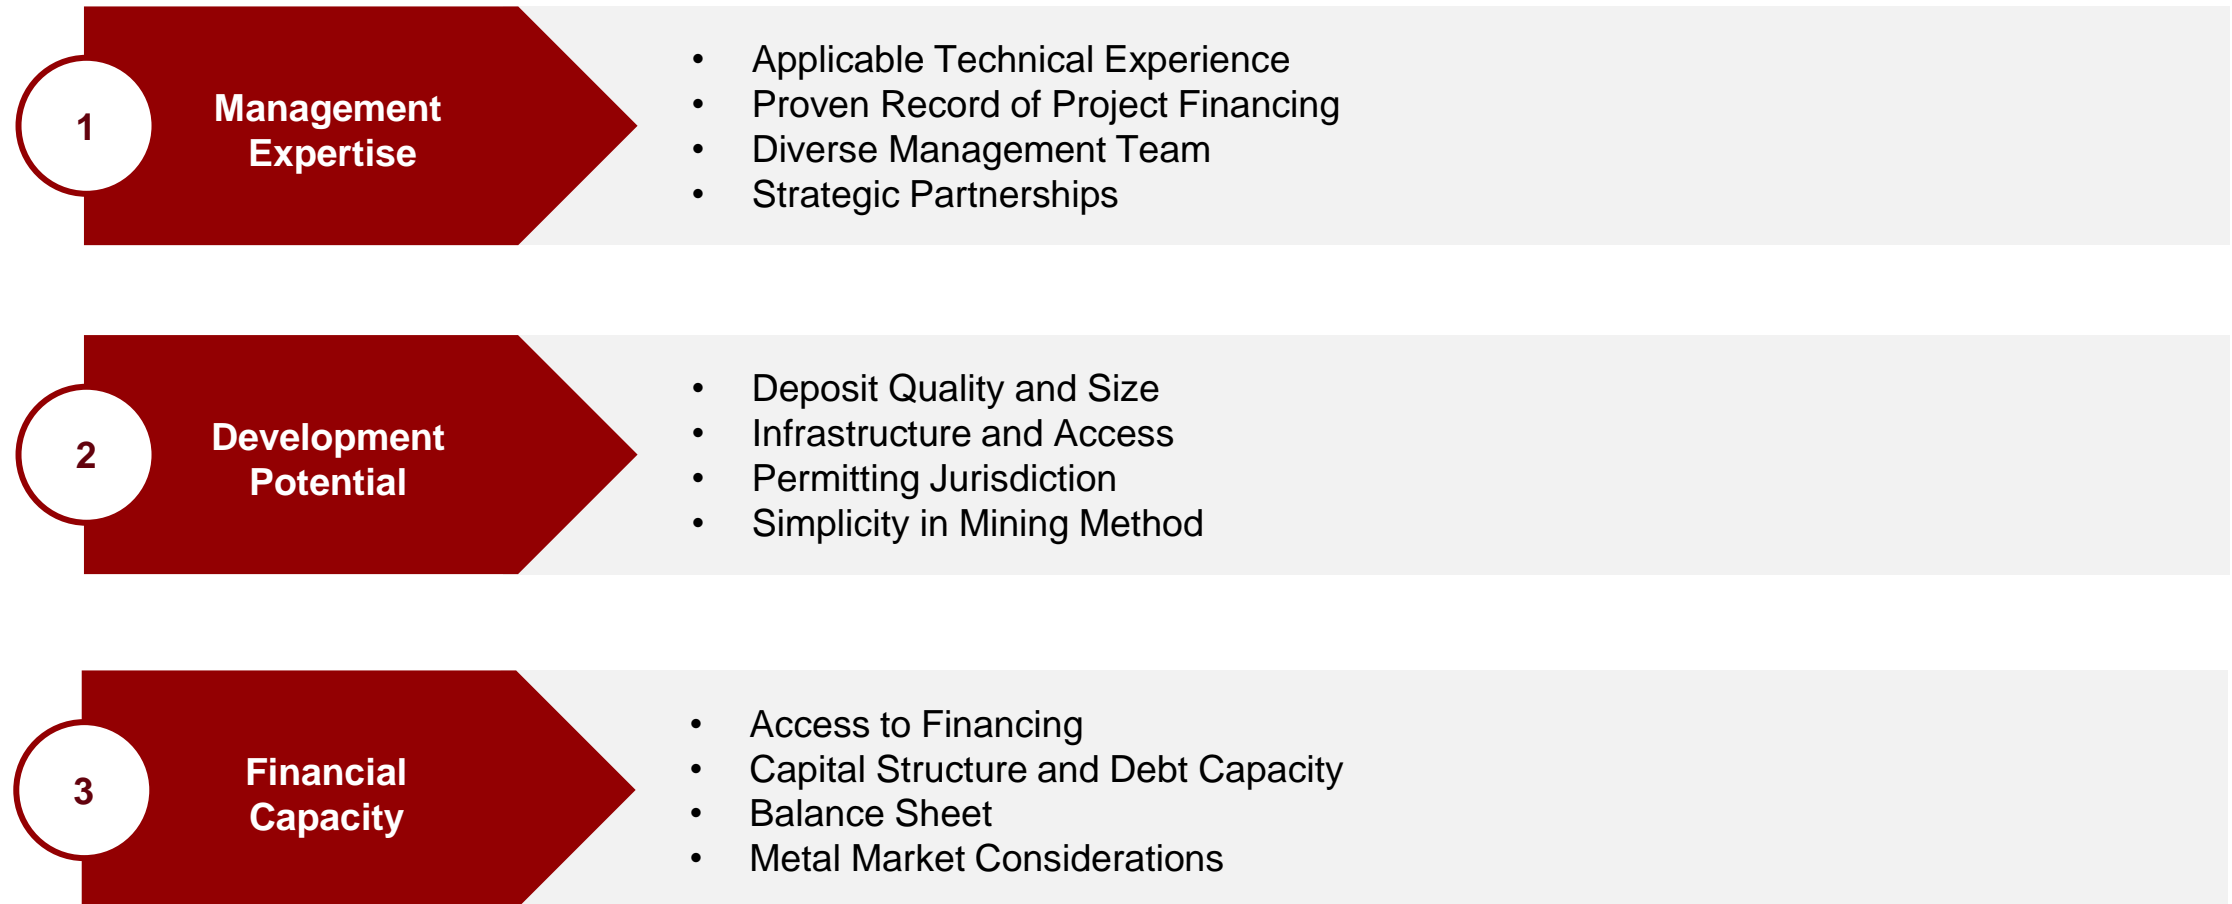 1
Management
Expertise
• Applicable Technical Experience
• Proven Record of Project Financing
• Diverse Management Team
• Strategic Partnerships
2
Development
Potential
• Deposit Quality and Size
• Infrastructure and Access
• Permitting Jurisdiction
• Simplicity in Mining Method
3
Financial
Capacity
• Access to Financing
• Capital Structure and Debt Capacity
• Balance Sheet
• Metal Market Considerations